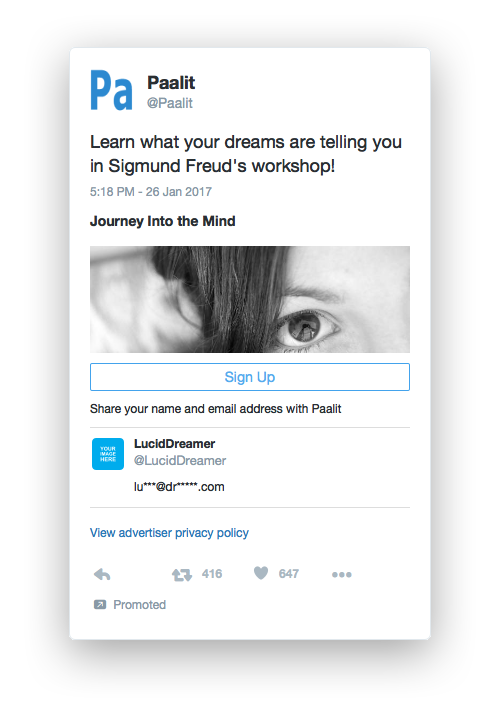 Pa
Paalit
@Paalit
Learn what your dreams are telling you
in Sigmund Freud's workshop!
5:18 PM - 26 Jan 2017
Journey Into the Mind
Sign Up
Share your name and email address with Paalit
YOUR
IMAGE
HERE
LucidDreamer
@LucidDreamer
lu***@dr*****.com
View advertiser privacy policy
416 647
Promoted